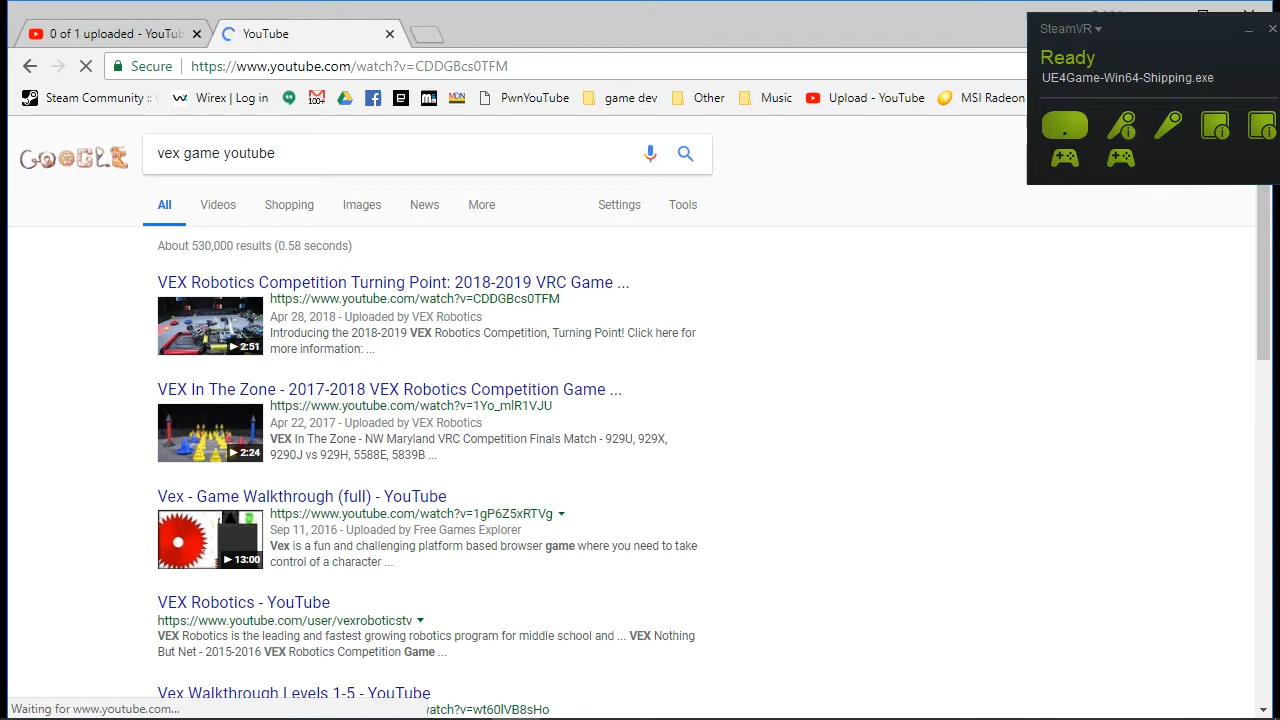 0 of 1 uploaded - YouTub
YouTube
SteamVR
Ready
UE4Game-Win64-Shipping.exe
Secure
https://www.youtube.com/watch?v=CDDGBcs0TFM
Steam Community ::
Wirex | Log in
100+
PwnYouTube
game dev
Other
Music
Upload - YouTube
MSI Radeon
GOOGLE
vex game youtube
All Videos Shopping Images News More Settings Tools
About 530,000 results (0.58 seconds)
VEX Robotics Competition Turning Point: 2018-2019 VRC Game ...
https://www.youtube.com/watch?v=CDDGBcs0TFM
Apr 28, 2018 - Uploaded by VEX Robotics
Introducing the 2018-2019 VEX Robotics Competition, Turning Point! Click here for
2:51
more information: ...
VEX In The Zone - 2017-2018 VEX Robotics Competition Game ...
https://www.youtube.com/watch?v=1Yo_mlR1VJU
Apr 22, 2017 - Uploaded by VEX Robotics
VEX In The Zone - NW Maryland VRC Competition Finals Match - 929U, 929X,
2:24
9290J vs 929H, 5588E, 5839B ...
Vex - Game Walkthrough (full) - YouTube
https://www.youtube.com/watch?v=1gP6Z5xRTVg
Sep 11, 2016 - Uploaded by Free Games Explorer
Vex is a fun and challenging platform based browser game where you need to take
13:00
control of a character ...
VEX Robotics - YouTube
https://www.youtube.com/user/vexroboticstv
VEX Robotics is the leading and fastest growing robotics program for middle school and ... VEX Nothing
But Net - 2015-2016 VEX Robotics Competition Game ...
Vex Walkthrough Levels 1-5 - YouTube
watch?v=wt60lVB8sHo
Waiting for www.youtube.com...